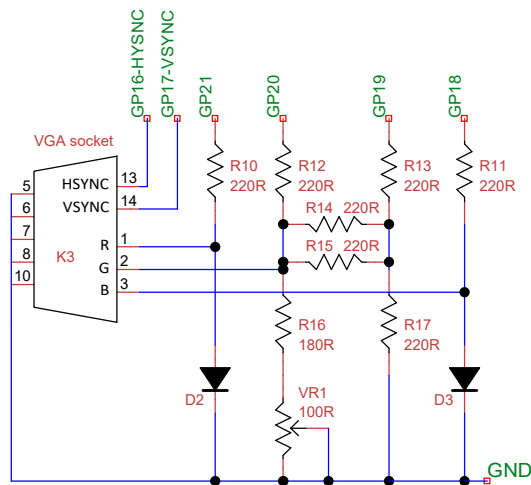 GP16-HYSNC
GP17-VSYNC
GP21
GP20
GP19
GP18
VGA socket
R10
220R
R12
220R
R13
220R
R11
220R
5
6
7
8
10
HSYNC
VSYNC
R
G
B
K3
13
14
1
2
3
R14 220R
R15 220R
R16
180R
R17
220R
D2
VR1
100R
D3
GND